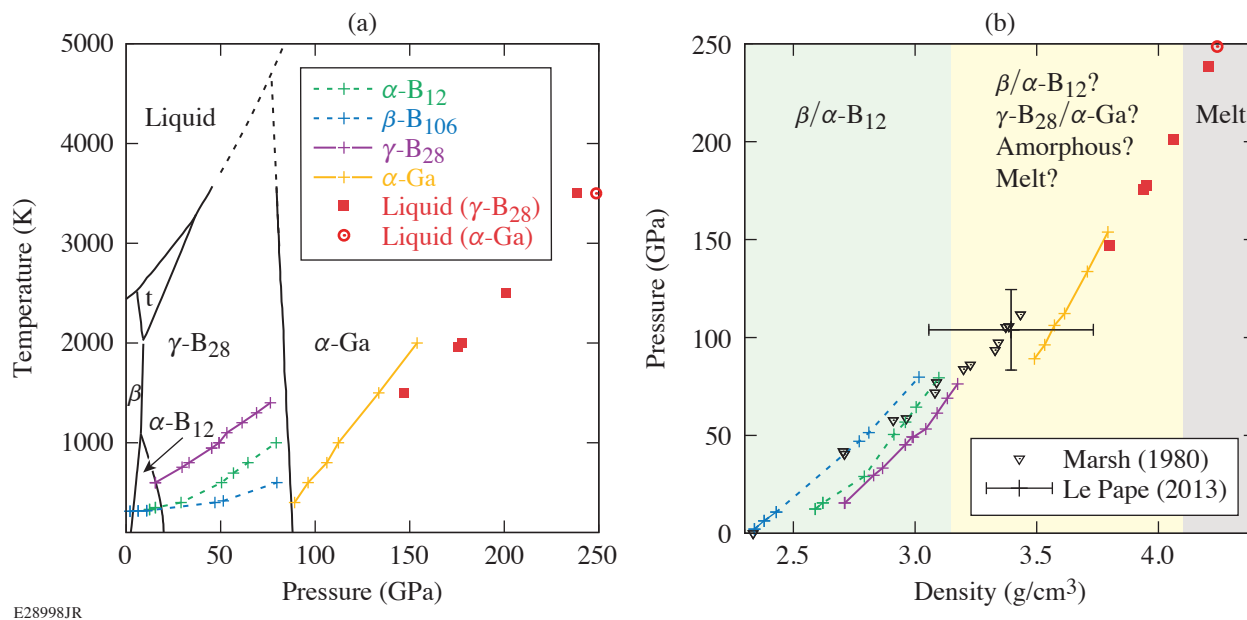 (a)
5000
4000
3000
2000
1000
0
50
100
150
200
250
Temperature (K)
Pressure (GPa)
Liquid
t
β
α-B₁₂
γ-B₂₈
α-Ga
α-B₁₂
β-B₁₀₆
γ-B₂₈
α-Ga
Liquid (γ-B₂₈)
Liquid (α-Ga)
(b)
250
200
150
100
50
0
2.5
3.0
3.5
4.0
Pressure (GPa)
Density (g/cm³)
β/α-B₁₂
β/α-B₁₂?
γ-B₂₈/α-Ga?
Amorphous?
Melt?
Melt
Marsh (1980)
Le Pape (2013)
E28998JR